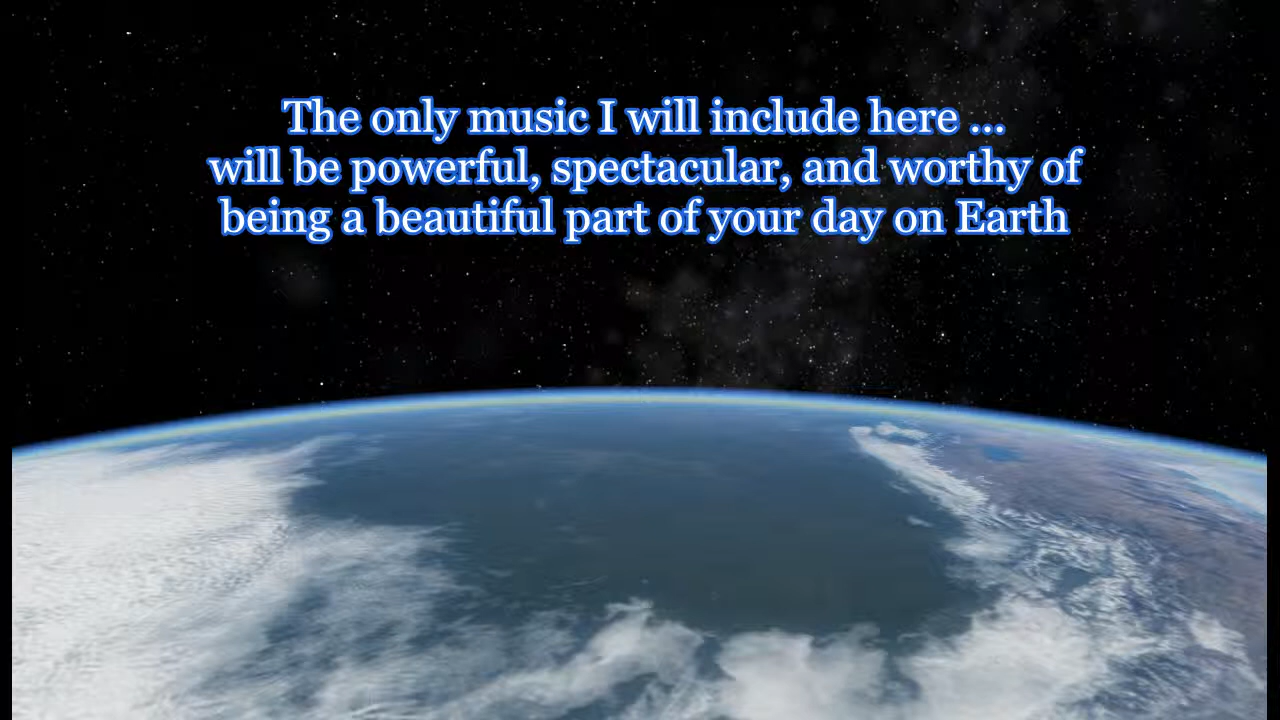 The only music I will include here ...
will be powerful, spectacular, and worthy of
being a beautiful part of your day on Earth